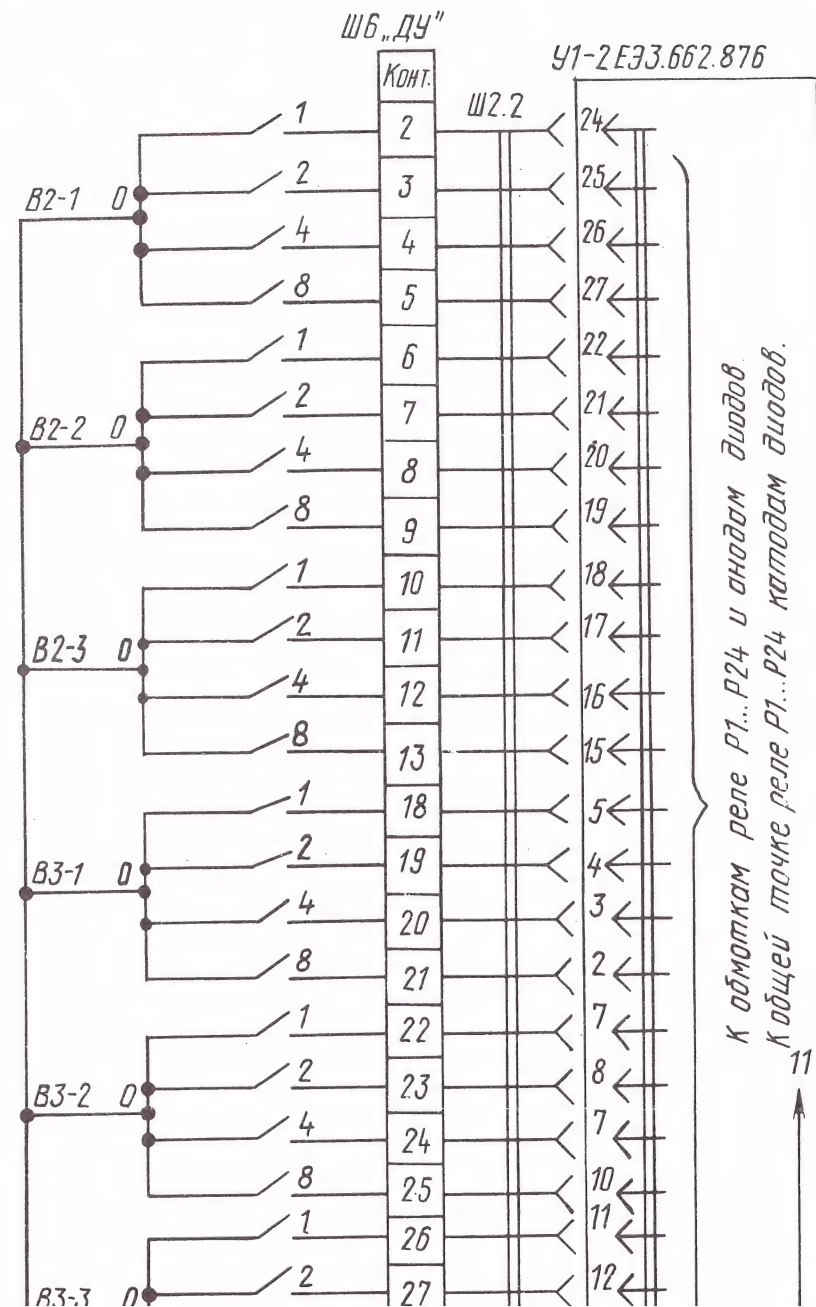 Ш6 „ДУ"
У1-2 ЕЭ3.662.876
Конт.
Ш2.2
1 2 24
2 3 25
В2-1 0
4 4 26
8 5 27
1 6 22
2 7 21
В2-2 0
4 8 20
8 9 19
1 10 18
2 11 17
В2-3 0
4 12 16
8 13 15
1 18 5
2 19 4
В3-1 0
4 20 3
8 21 2
1 22 7
2 23 8
В3-2 0
4 24 7
8 25 10
1 26 11
2 27 12
В3-3 0
К обмоткам реле Р1...Р24 и анодам диодов
К общей точке реле Р1...Р24 катодам диодов.
11